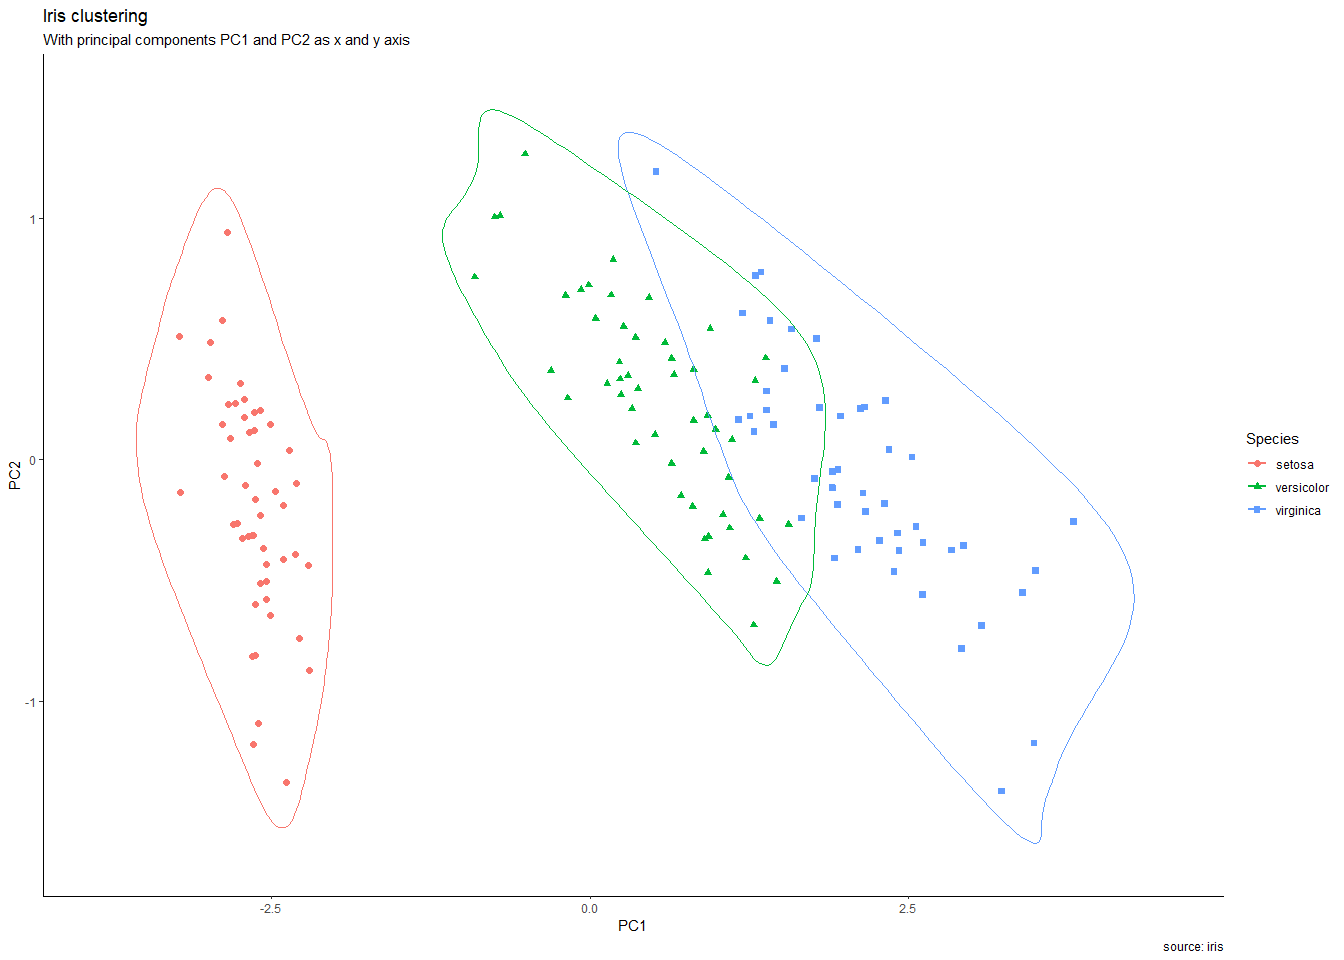 Iris clustering
With principal components PC1 and PC2 as x and y axis
1
0
-1
PC2
-2.5
0.0
2.5
PC1
Species
setosa
versicolor
virginica
source: iris